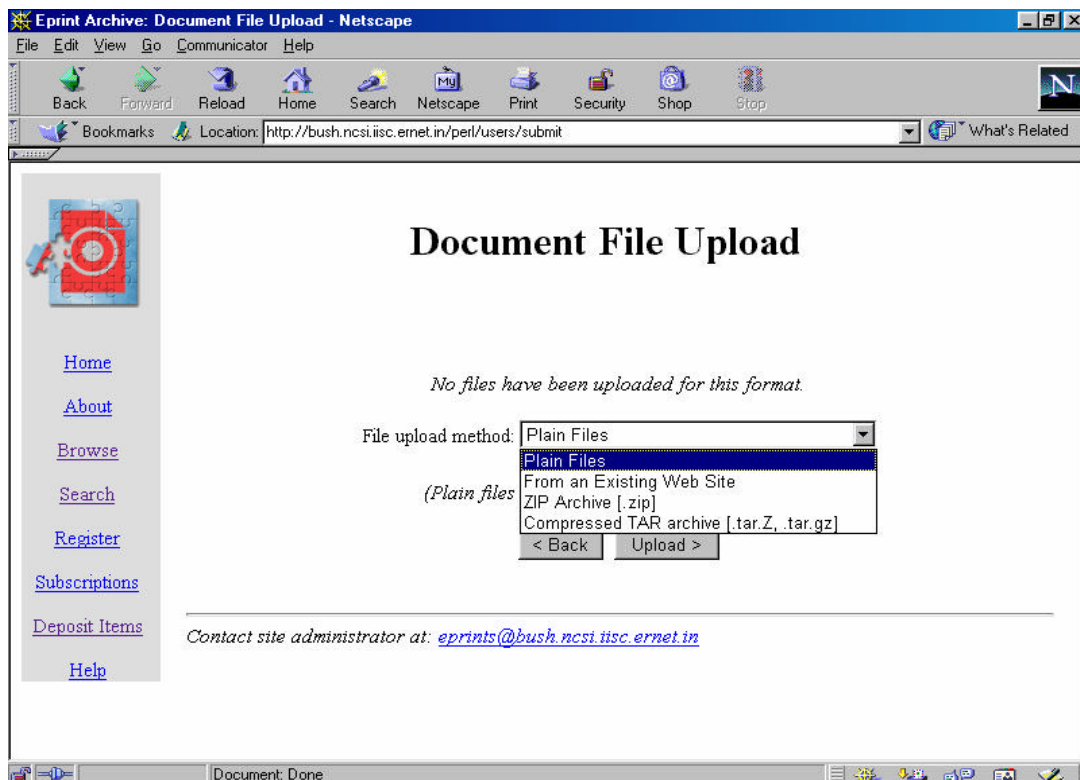 Eprint Archive: Document File Upload - Netscape
File Edit View Go Communicator Help
Back Forward Reload Home Search Netscape Print Security Shop Stop
My
N
Bookmarks Location: http://bush.ncsi.iisc.ernet.in/perl/users/submit What's Related
Document File Upload
Home
About
Browse
Search
Register
Subscriptions
Deposit Items
Help
No files have been uploaded for this format.
File upload method: Plain Files
Plain Files
From an Existing Web Site
ZIP Archive [.zip]
Compressed TAR archive [.tar.Z, .tar.gz]
(Plain files
< Back Upload >
Contact site administrator at: eprints@bush.ncsi.iisc.ernet.in
Document: Done